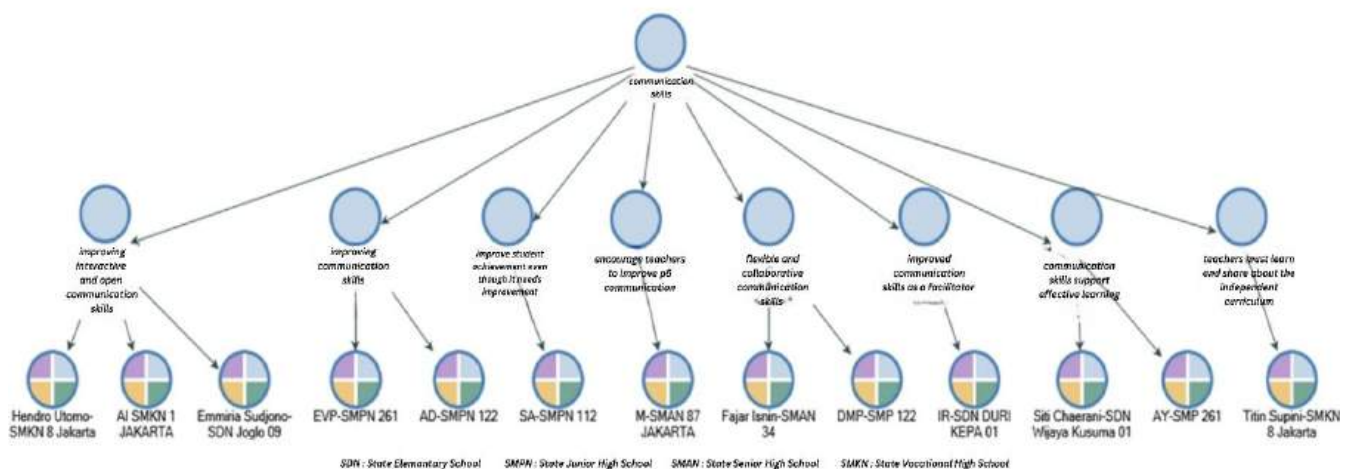 communication
skills
improving
interactive
and open
communication
skills
improving
communication
skills
improve student
achievement even
though it needs
improvement
encourage teachers
to improve p5
communication
flexible and
collaborative
communication
skills
improved
communication
skills as a facilitator
communication
skills support
effective learning
teachers must learn
and share about the
independent
curriculum
Hendro Utomo-
SMKN 8 Jakarta
AI SMKN 1
JAKARTA
Emmiria Sudjono-
SDN Joglo 09
EVP-SMPN 261
AD-SMPN 122
SA-SMPN 112
M-SMAN 87
JAKARTA
Fajar Isnin-SMAN
34
DMP-SMP 122
IR-SDN DURI
KEPA 01
Siti Chaerani-SDN
Wijaya Kusuma 01
AY-SMP 261
Titin Supini-SMKN
8 Jakarta
SDN : State Elemantary School SMPN : State Junior High School SMAN : State Senior High School SMKN : State Vocational High School